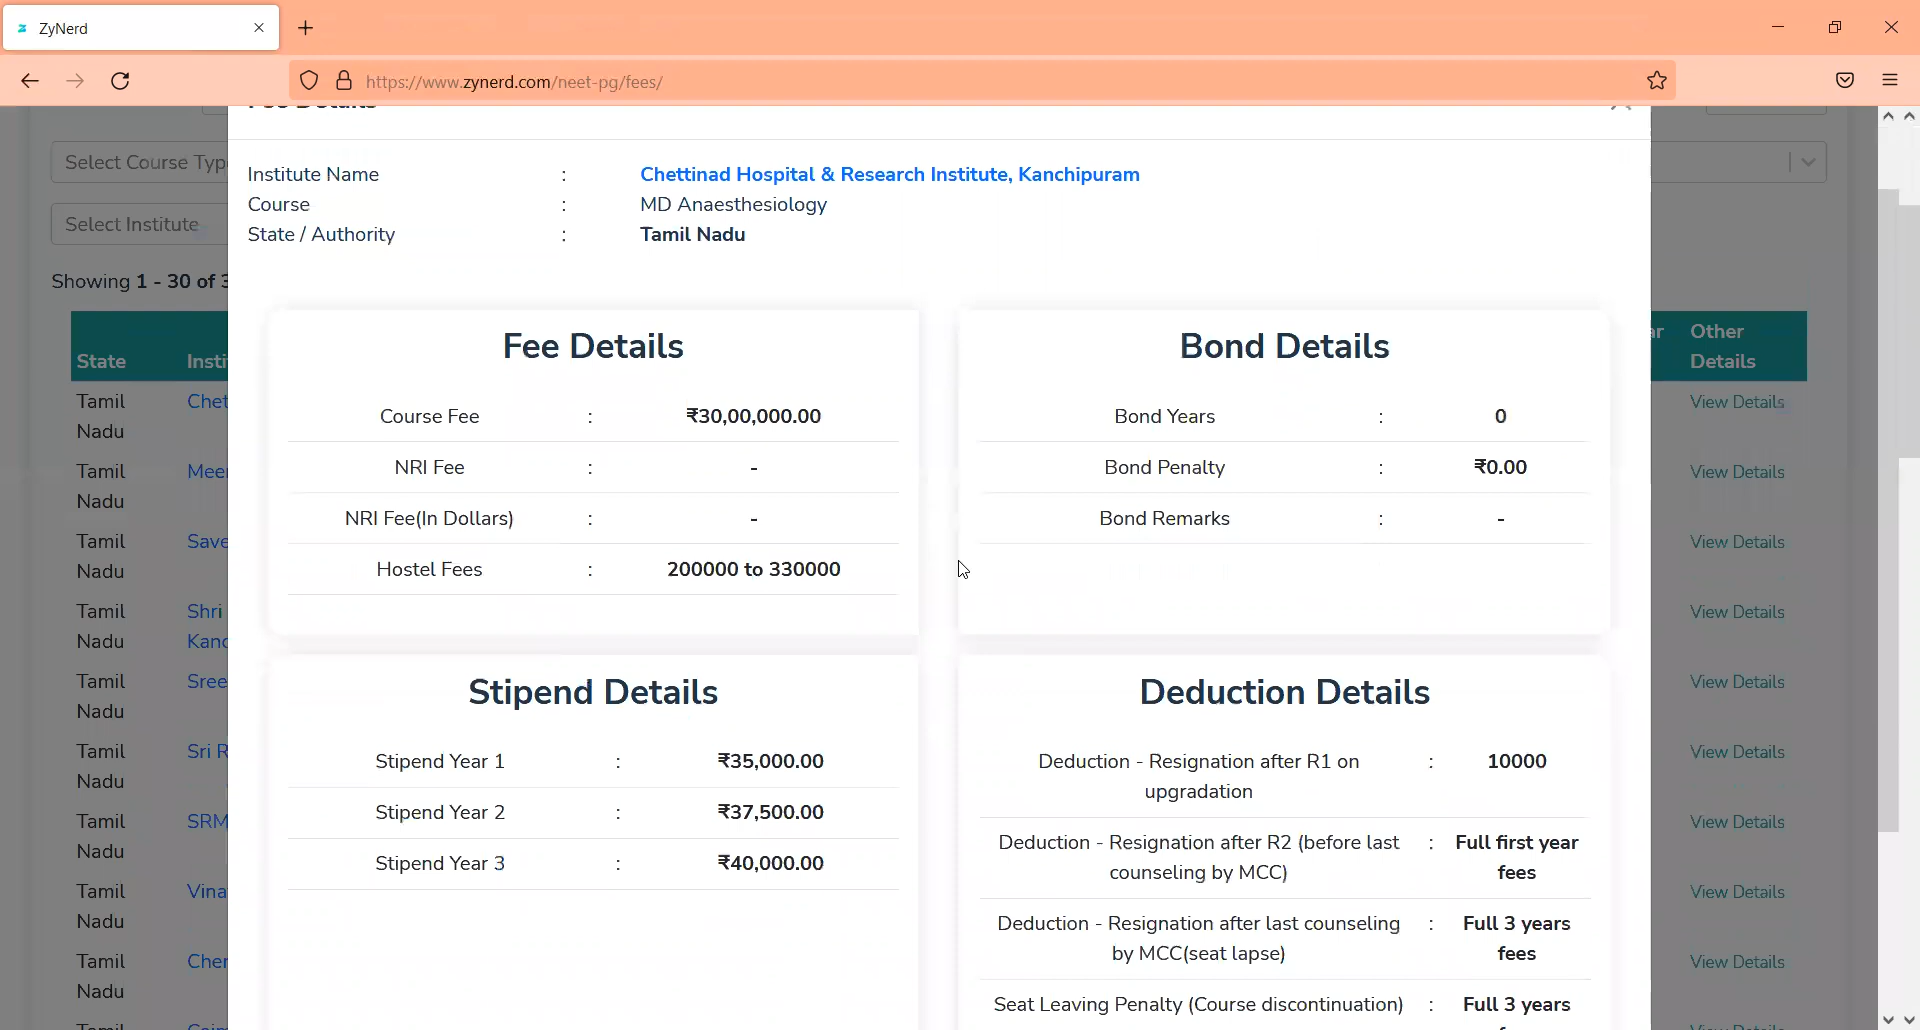 ZyNerd
https://www.zynerd.com/neet-pg/fees/
Select Course Typ
Select Institute
Showing 1 - 30 of 3
State Insti
Other
Details
Tamil
Nadu
Chet
View Details
Tamil
Nadu
Meer
View Details
Tamil
Nadu
Save
View Details
Tamil
Nadu
Shri
Kanc
View Details
Tamil
Nadu
Sree
View Details
Tamil
Nadu
Sri R
View Details
Tamil
Nadu
SRM
View Details
Tamil
Nadu
Vina
View Details
Tamil
Nadu
Cher
View Details
Institute Name : Chettinad Hospital & Research Institute, Kanchipuram
Course : MD Anaesthesiology
State / Authority : Tamil Nadu
Fee Details
Course Fee : ₹30,00,000.00
NRI Fee : -
NRI Fee(In Dollars) : -
Hostel Fees : 200000 to 330000
Bond Details
Bond Years : 0
Bond Penalty : ₹0.00
Bond Remarks : -
Stipend Details
Stipend Year 1 : ₹35,000.00
Stipend Year 2 : ₹37,500.00
Stipend Year 3 : ₹40,000.00
Deduction Details
Deduction - Resignation after R1 on : 10000
upgradation
Deduction - Resignation after R2 (before last : Full first year
counseling by MCC) fees
Deduction - Resignation after last counseling : Full 3 years
by MCC(seat lapse) fees
Seat Leaving Penalty (Course discontinuation) : Full 3 years